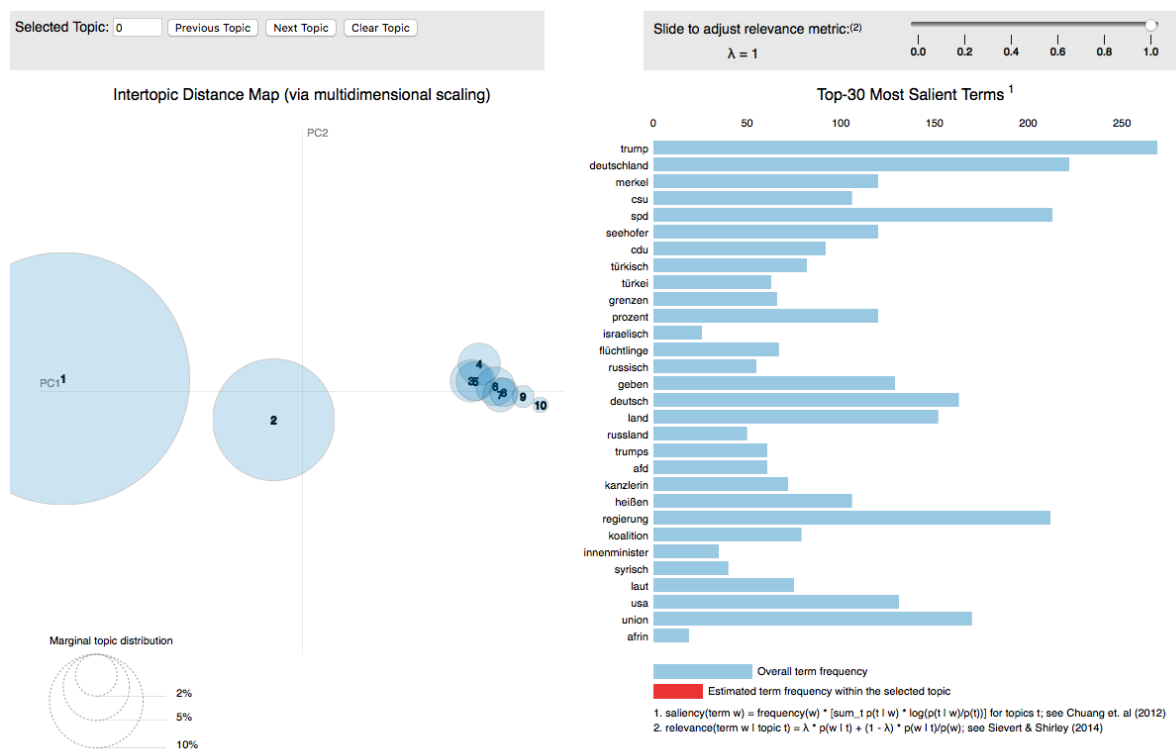 Selected Topic: 0 Previous Topic Next Topic Clear Topic
Slide to adjust relevance metric:(2)
λ = 1
0.0 0.2 0.4 0.6 0.8 1.0
Intertopic Distance Map (via multidimensional scaling)
PC2
PC1
1
2
3
4
5
6
7
8
9
10
Marginal topic distribution
2%
5%
10%
Top-30 Most Salient Terms 1
0 50 100 150 200 250
trump
deutschland
merkel
csu
spd
seehofer
cdu
türkisch
türkei
grenzen
prozent
israelisch
flüchtlinge
russisch
geben
deutsch
land
russland
trumps
afd
kanzlerin
heißen
regierung
koalition
innenminister
syrisch
laut
usa
union
afrin
Overall term frequency
Estimated term frequency within the selected topic
1. saliency(term w) = frequency(w) * [sum_t p(t | w) * log(p(t | w)/p(t))] for topics t; see Chuang et. al (2012)
2. relevance(term w | topic t) = λ * p(w | t) + (1 - λ) * p(w | t)/p(w); see Sievert & Shirley (2014)